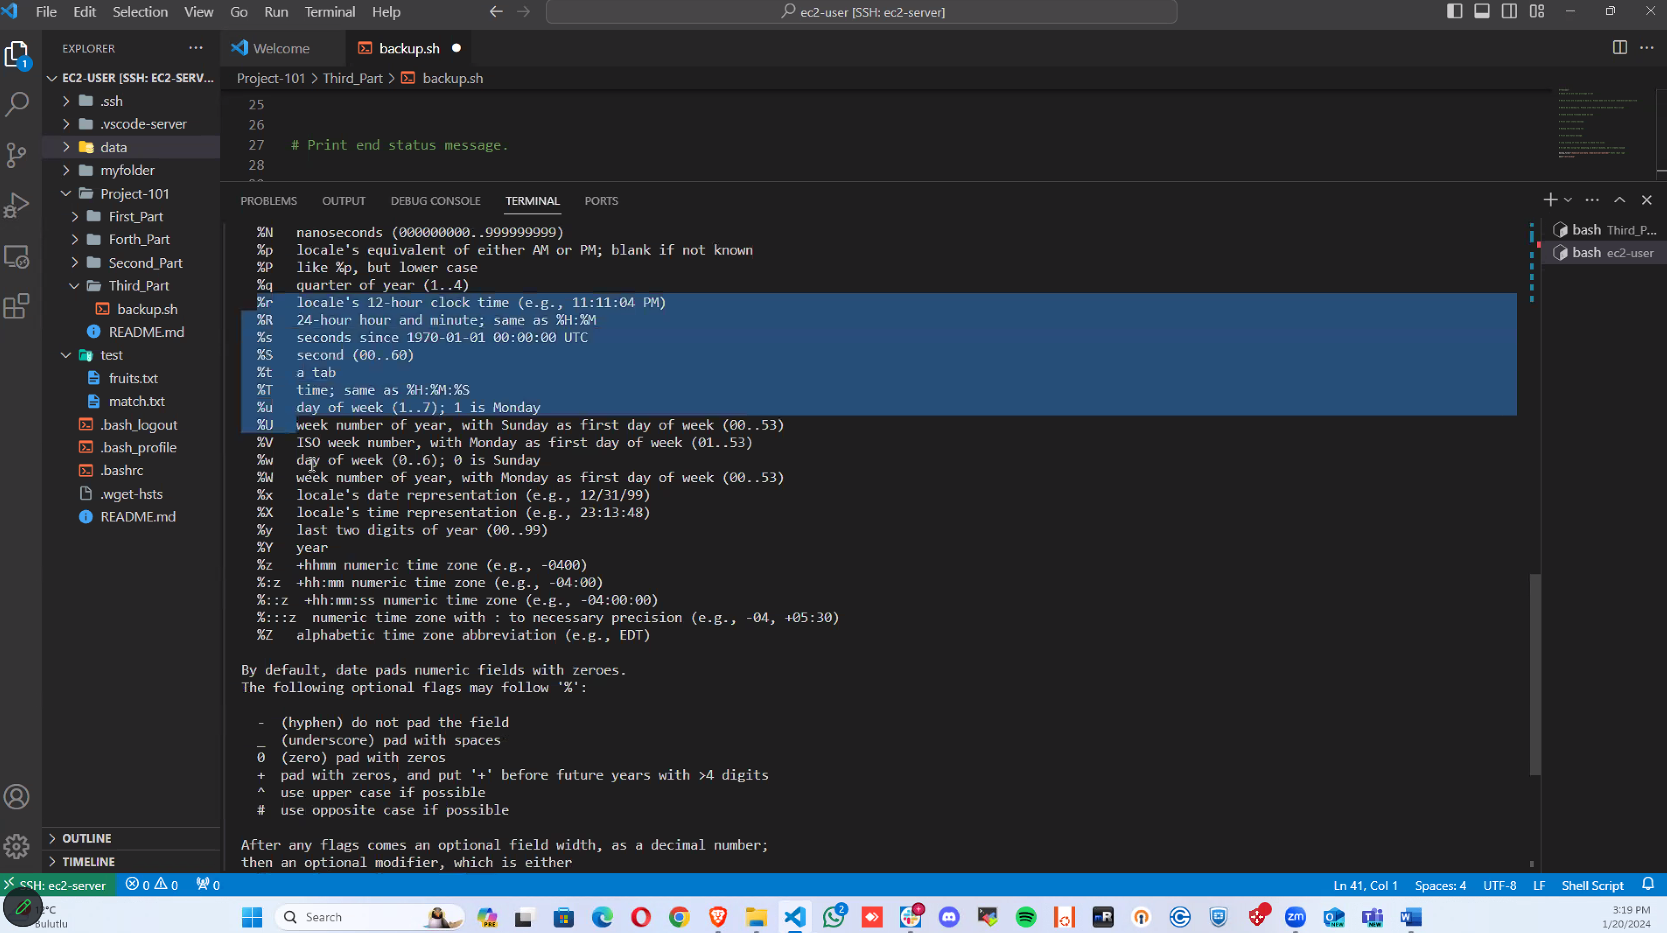 File Edit Selection View Go Run Terminal Help
ec2-user [SSH: ec2-server]
EXPLORER
Welcome
backup.sh
EC2-USER [SSH: EC2-SERV...
Project-101 > Third_Part > backup.sh
.ssh
.vscode-server
data
myfolder
Project-101
First_Part
Forth_Part
Second_Part
Third_Part
backup.sh
README.md
test
fruits.txt
match.txt
.bash_logout
.bash_profile
.bashrc
.wget-hsts
README.md
OUTLINE
TIMELINE
25
26
27 # Print end status message.
28
PROBLEMS OUTPUT DEBUG CONSOLE TERMINAL PORTS
bash Third_P...
bash ec2-user
%N nanoseconds (000000000..999999999)
%p locale's equivalent of either AM or PM; blank if not known
%P like %p, but lower case
%q quarter of year (1..4)
%r locale's 12-hour clock time (e.g., 11:11:04 PM)
%R 24-hour hour and minute; same as %H:%M
%s seconds since 1970-01-01 00:00:00 UTC
%S second (00..60)
%t a tab
%T time; same as %H:%M:%S
%u day of week (1..7); 1 is Monday
%U week number of year, with Sunday as first day of week (00..53)
%V ISO week number, with Monday as first day of week (01..53)
%w day of week (0..6); 0 is Sunday
%W week number of year, with Monday as first day of week (00..53)
%x locale's date representation (e.g., 12/31/99)
%X locale's time representation (e.g., 23:13:48)
%y last two digits of year (00..99)
%Y year
%z +hhmm numeric time zone (e.g., -0400)
%:z +hh:mm numeric time zone (e.g., -04:00)
%::z +hh:mm:ss numeric time zone (e.g., -04:00:00)
%:::z numeric time zone with : to necessary precision (e.g., -04, +05:30)
%Z alphabetic time zone abbreviation (e.g., EDT)
By default, date pads numeric fields with zeroes.
The following optional flags may follow '%':
- (hyphen) do not pad the field
_ (underscore) pad with spaces
0 (zero) pad with zeros
+ pad with zeros, and put '+' before future years with >4 digits
^ use upper case if possible
# use opposite case if possible
After any flags comes an optional field width, as a decimal number;
then an optional modifier, which is either
SSH: ec2-server 0 0 0
Ln 41, Col 1 Spaces: 4 UTF-8 LF Shell Script
12°C
Bulutlu
Search
3:19 PM
1/20/2024